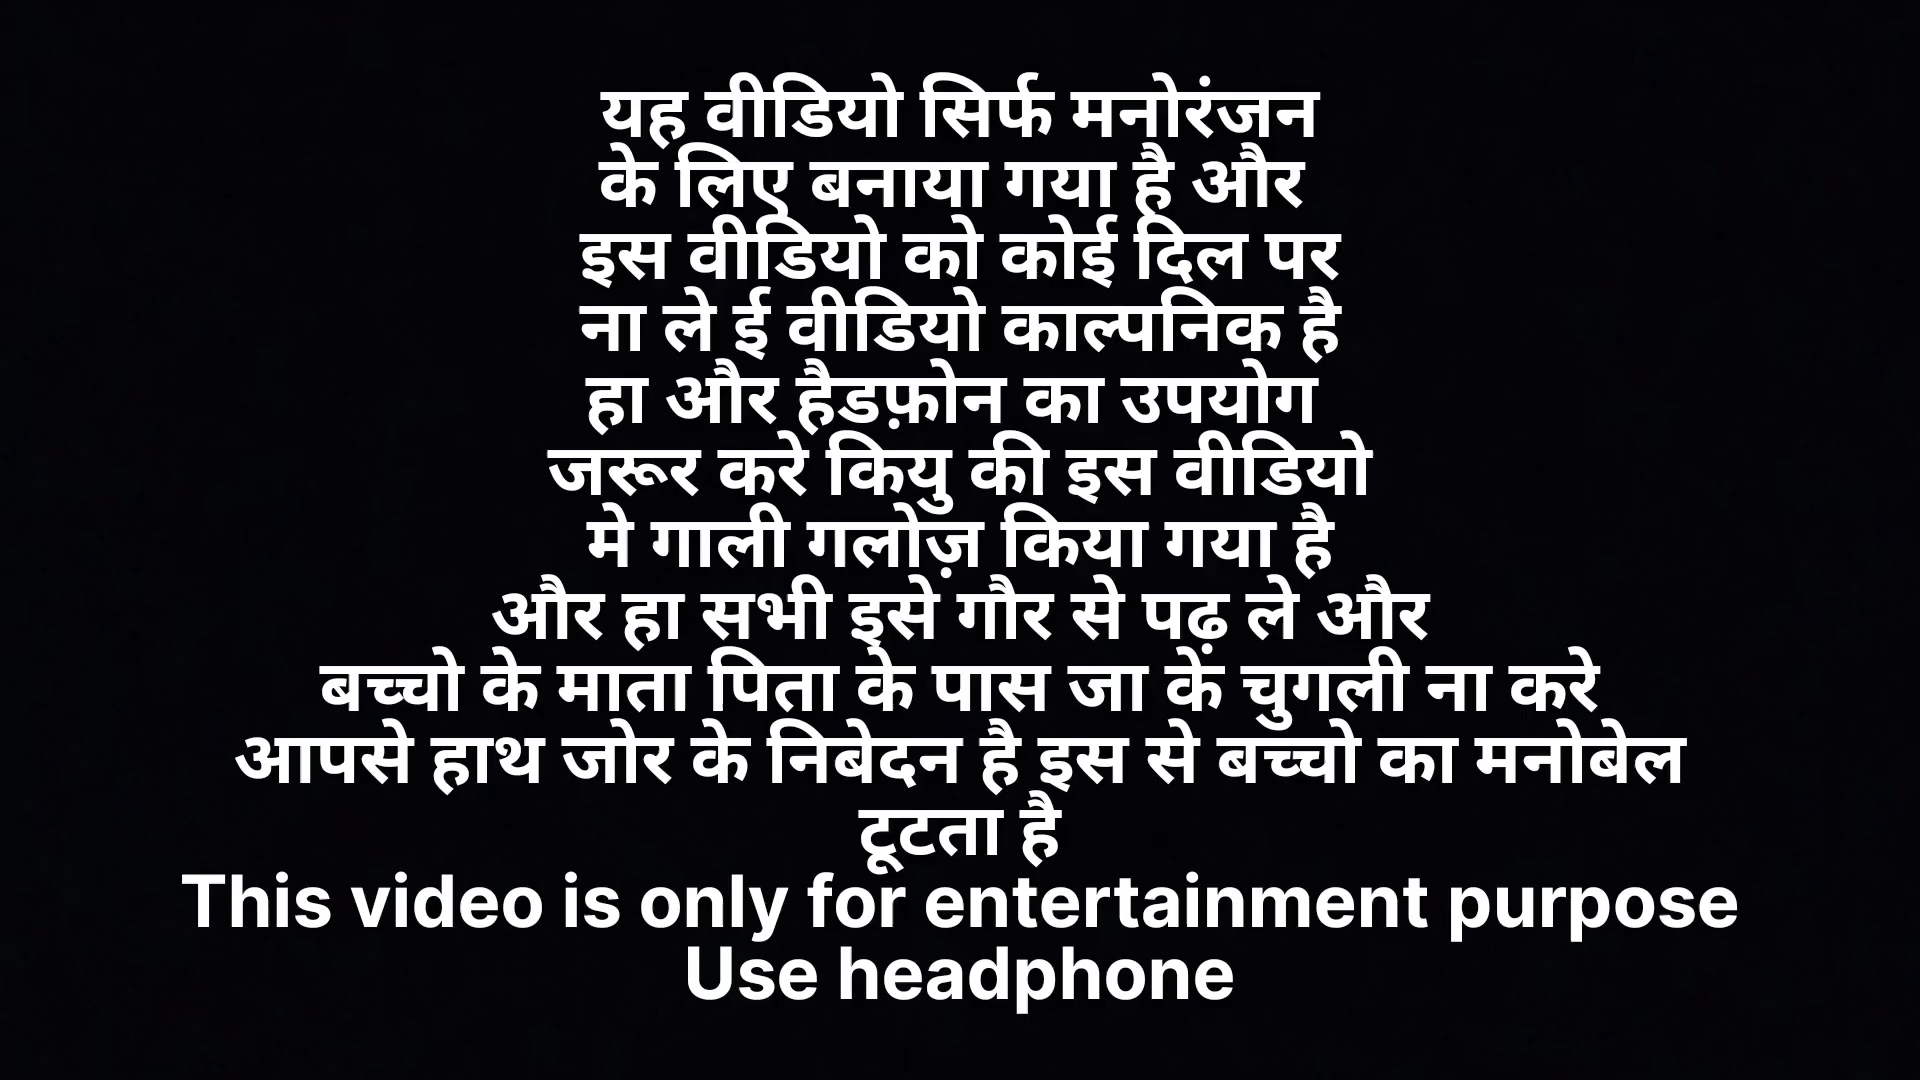 यह वीडियो सिर्फ मनोरंजन
के लिए बनाया गया है और
इस वीडियो को कोई दिल पर
ना ले ई वीडियो काल्पनिक है
हा और हैडफ़ोन का उपयोग
जरूर करे कियु की इस वीडियो
मे गाली गलोज़ किया गया है
और हा सभी इसे गौर से पढ़ ले और
बच्चो के माता पिता के पास जा के चुगली ना करे
आपसे हाथ जोर के निबेदन है इस से बच्चो का मनोबेल
टूटता है
This video is only for entertainment purpose
Use headphone